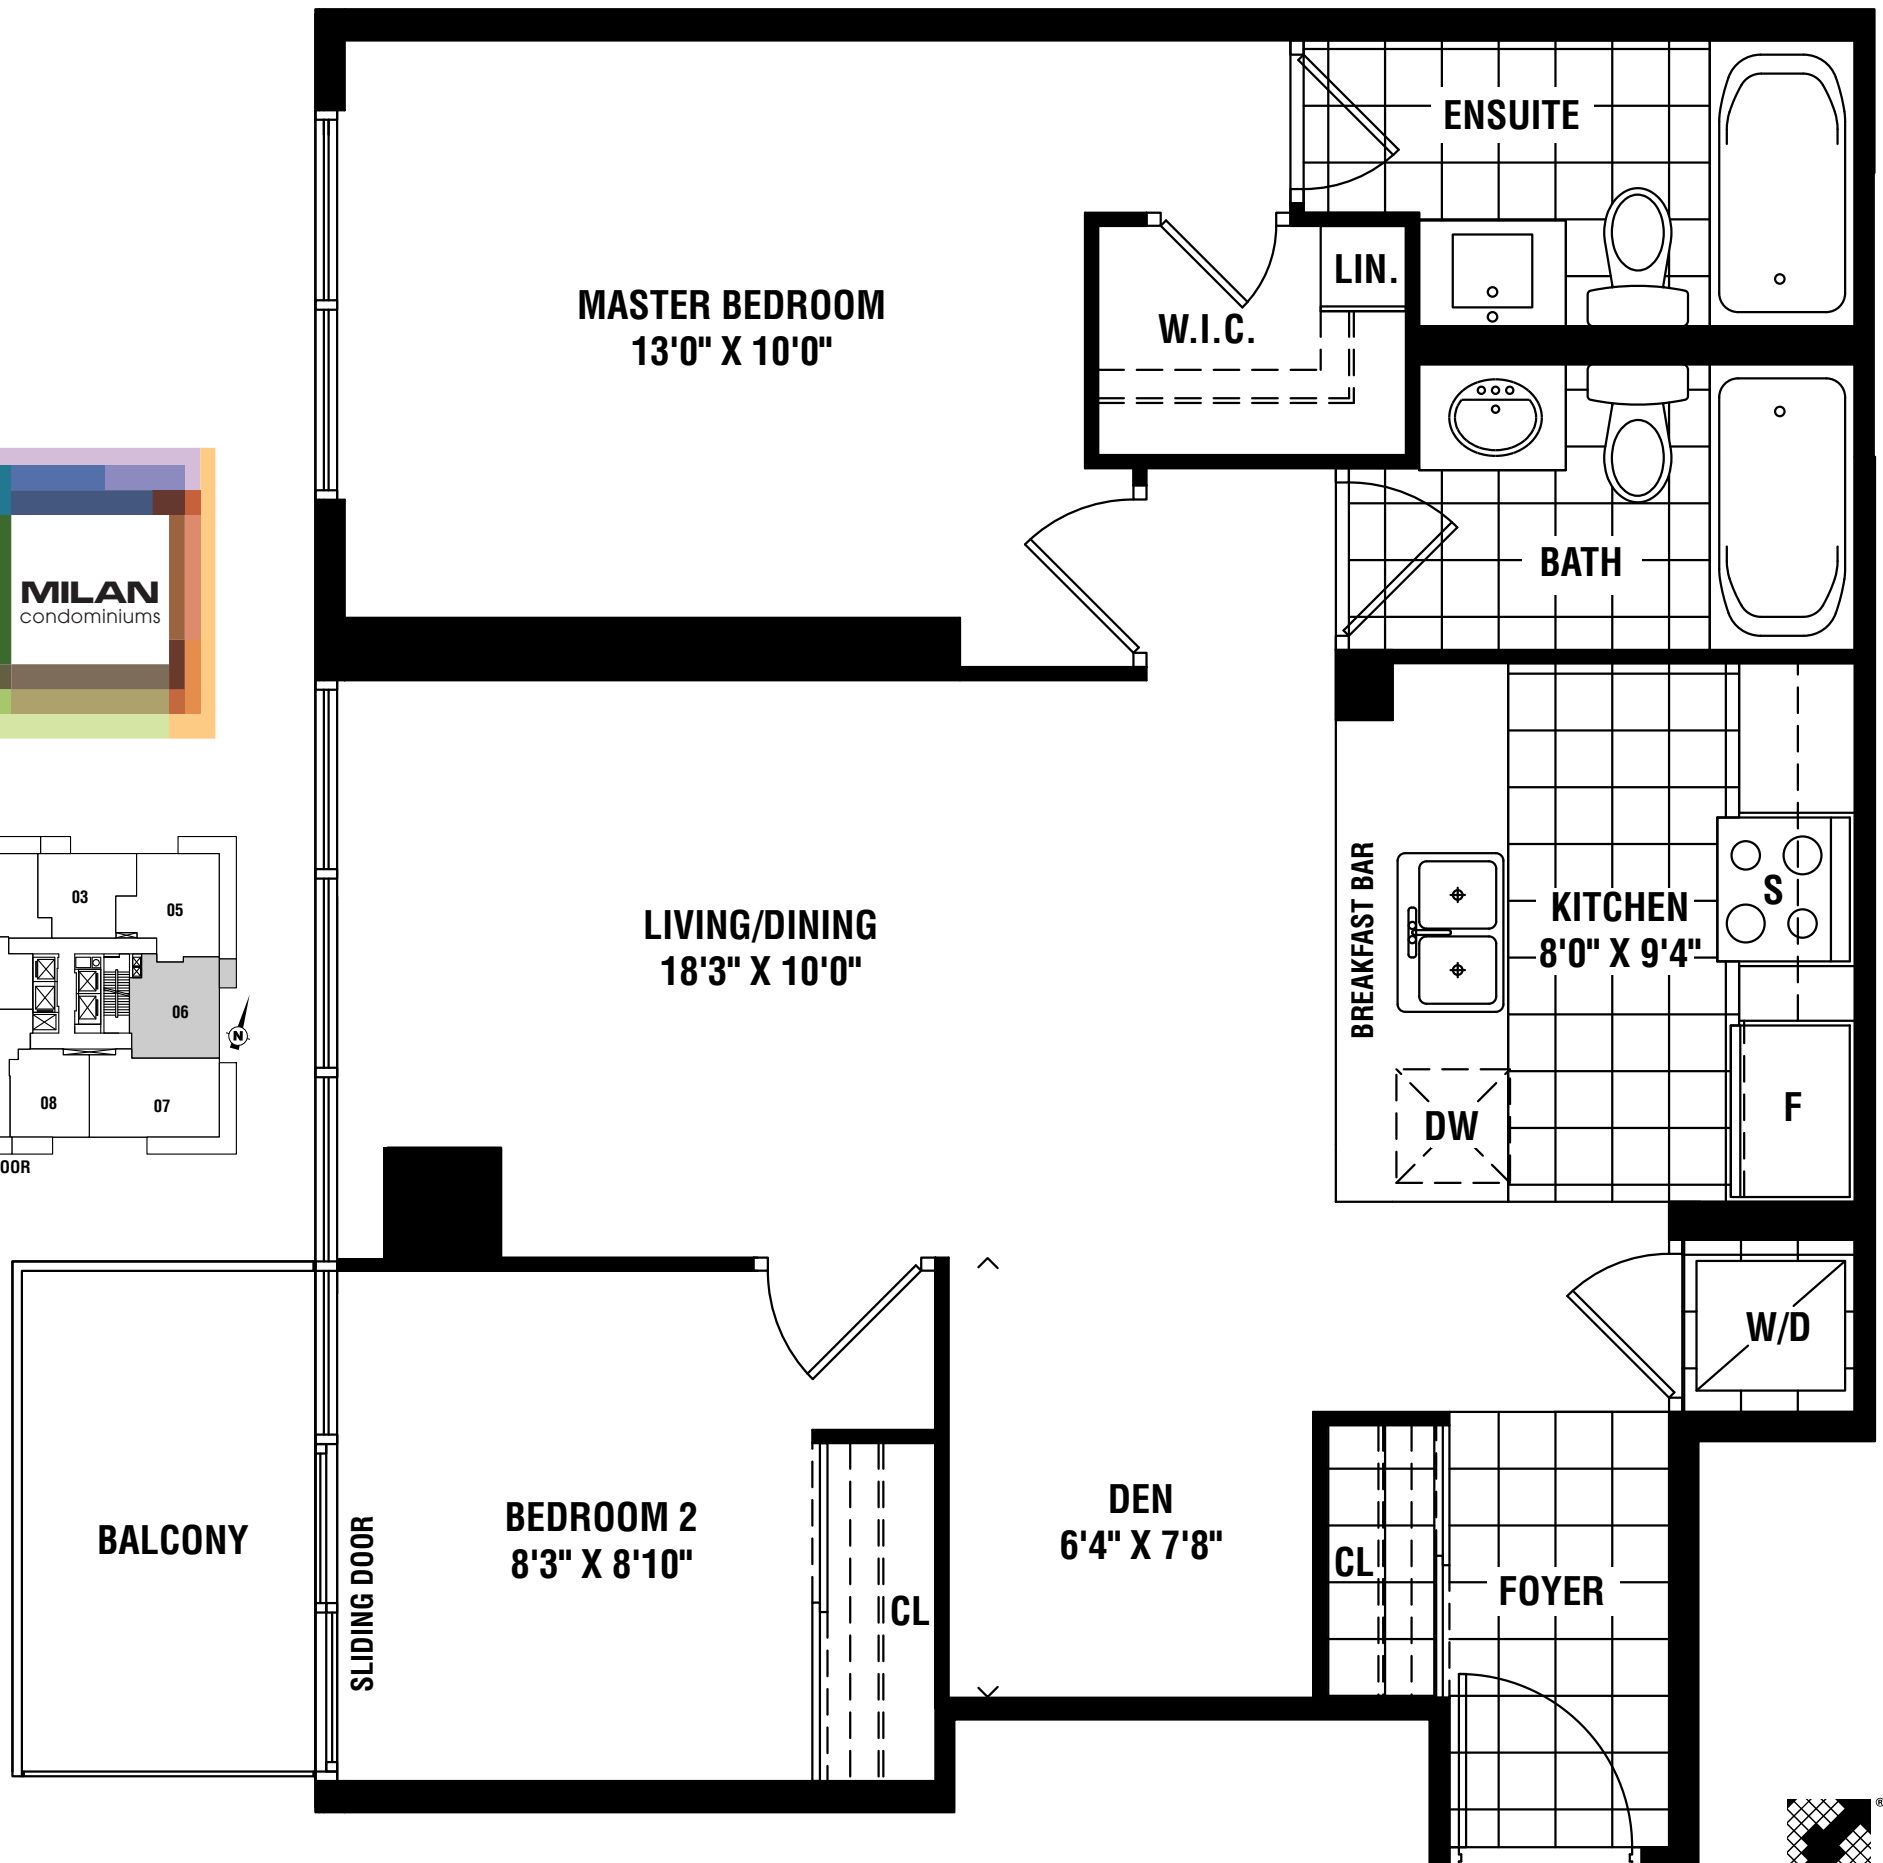 ENSUITE
MASTER BEDROOM
13'0" X 10'0"
LIN.
W.I.C.
BATH
MILAN
condominiums
BREAKFAST BAR
LIVING/DINING
18'3" X 10'0"
KITCHEN
8'0" X 9'4"
S
DW
F
03
05
06
N
08
07
OOR
W/D
BALCONY
SLIDING DOOR
BEDROOM 2
8'3" X 8'10"
CL
DEN
6'4" X 7'8"
CL
FOYER
®